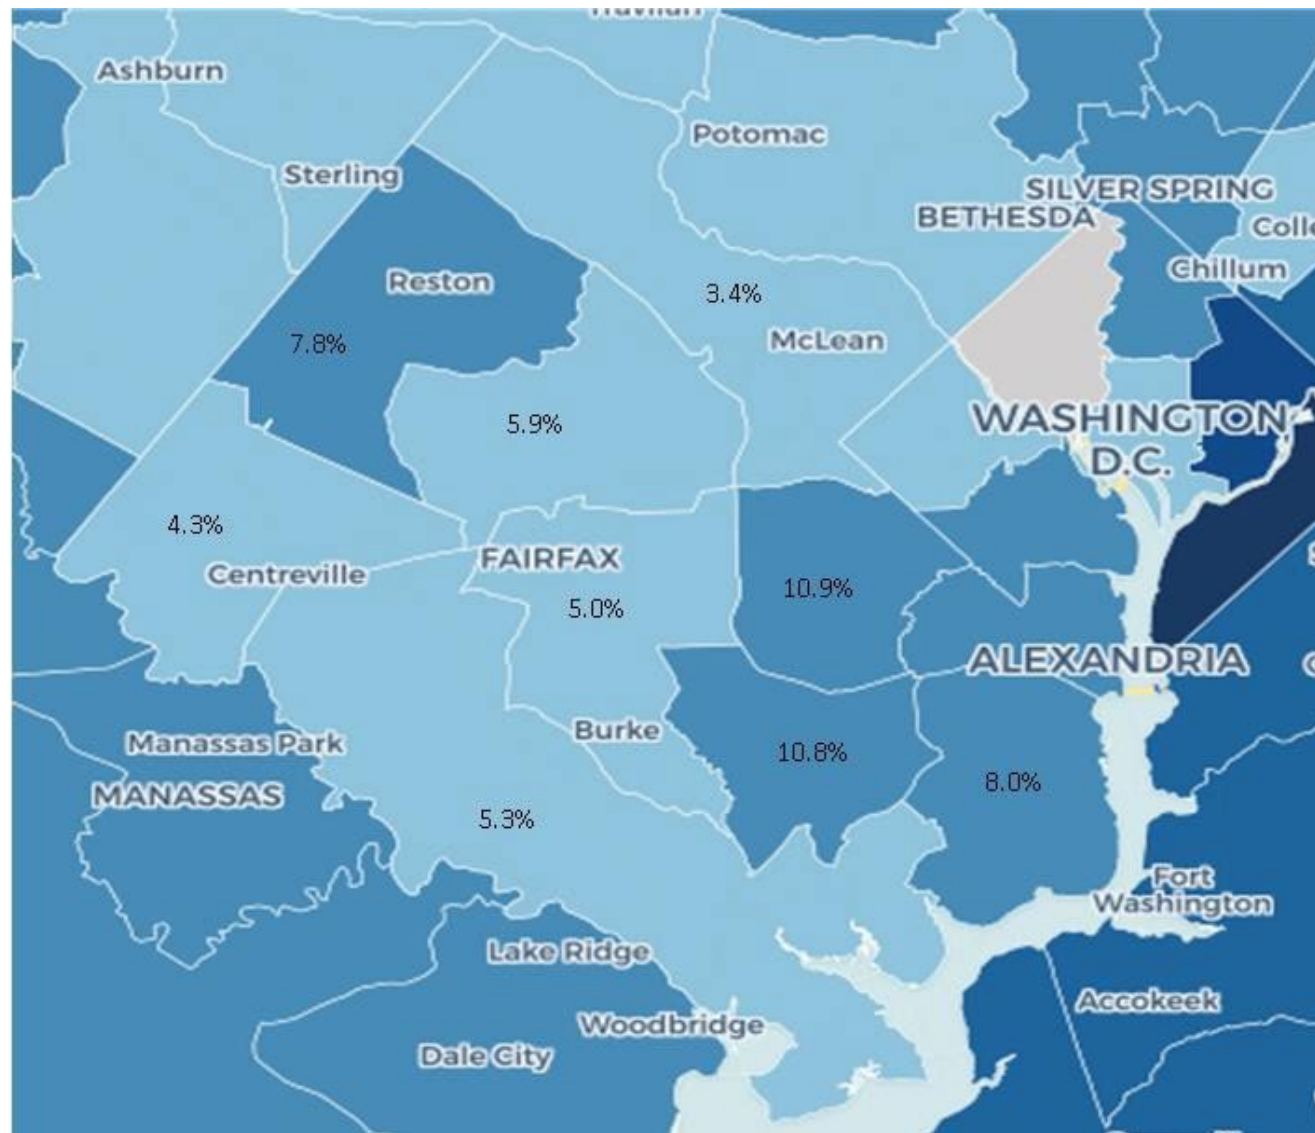 Ashburn
Potomac
Sterling
SILVER SPRING
BETHESDA
Colle
Chillum
Reston
3.4%
7.8%
McLean
WASHINGTON
D.C.
5.9%
4.3%
FAIRFAX
Centreville
10.9%
5.0%
ALEXANDRIA
Burke
Manassas Park
10.8%
8.0%
MANASSAS
5.3%
Fort
Washington
Lake Ridge
Accokeek
Woodbridge
Dale City